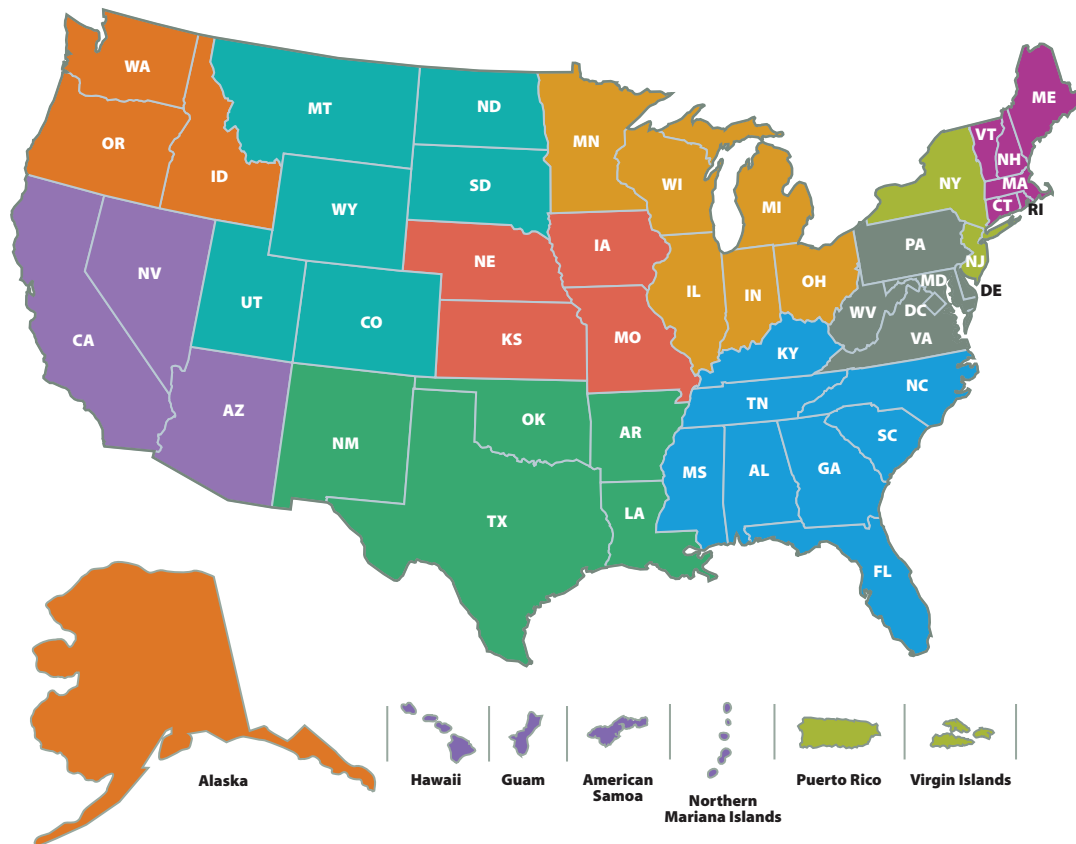 WA
MT
ND
MN
ME
VT
NH
OR
ID
SD
WI
MI
NY
MA
CT
RI
WY
NV
NE
IA
PA
NJ
UT
CO
IL
IN
OH
MD
DE
CA
KS
MO
WV
DC
VA
KY
AZ
NM
OK
AR
TN
NC
SC
MS
AL
GA
TX
LA
FL
Alaska
Hawaii
Guam
American
Samoa
Northern
Mariana Islands
Puerto Rico
Virgin Islands